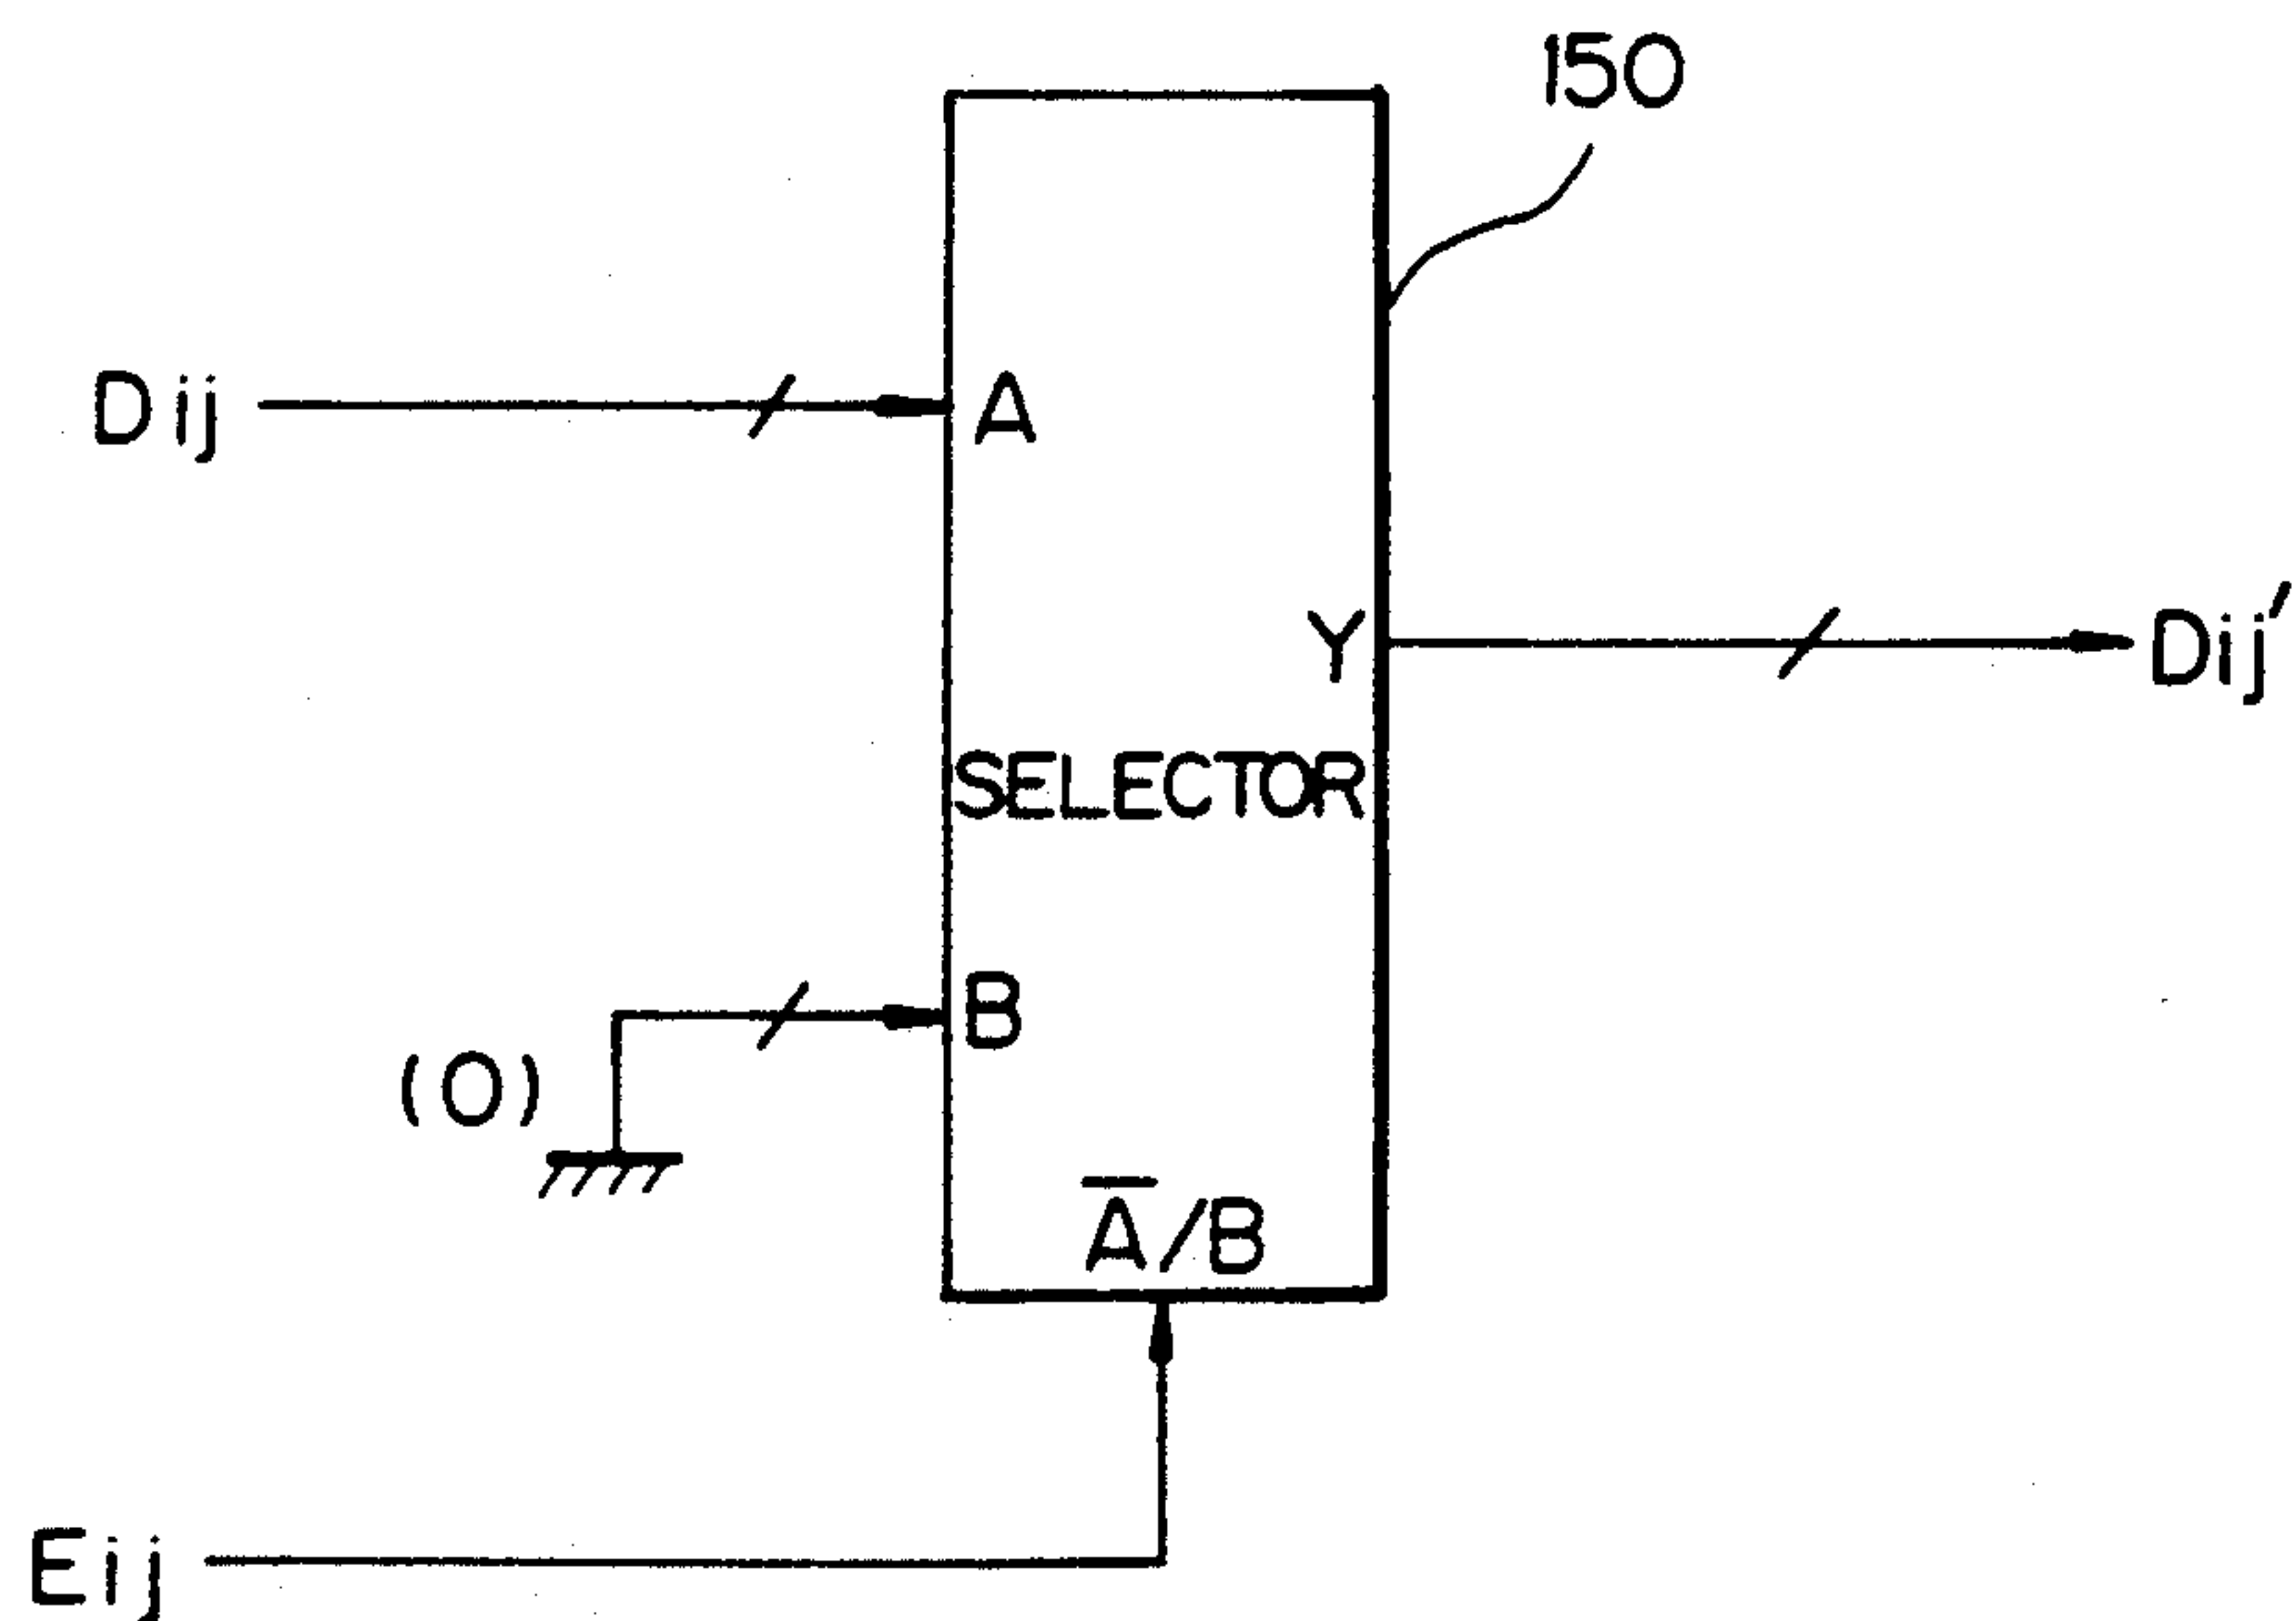 150
Dij
A
Y
Dij′
SELECTOR
B
(0)
A̅/B
Eij